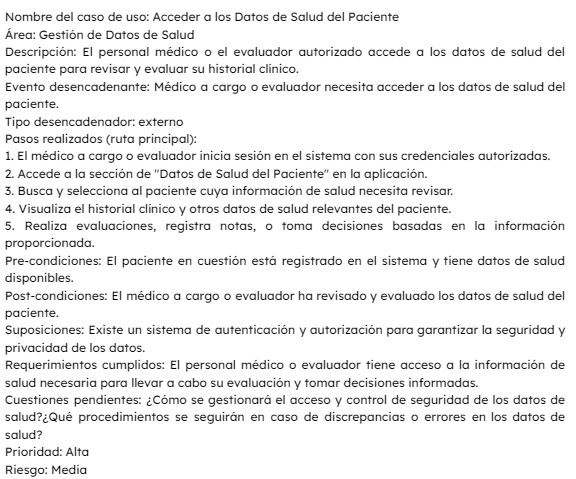 Nombre del caso de uso: Acceder a los Datos de Salud del Paciente
Área: Gestión de Datos de Salud
Descripción: El personal médico o el evaluador autorizado accede a los datos de salud del
paciente para revisar y evaluar su historial clínico.
Evento desencadenante: Médico a cargo o evaluador necesita acceder a los datos de salud del
paciente.
Tipo desencadenador: externo
Pasos realizados (ruta principal):
1. El médico a cargo o evaluador inicia sesión en el sistema con sus credenciales autorizadas.
2. Accede a la sección de "Datos de Salud del Paciente" en la aplicación.
3. Busca y selecciona al paciente cuya información de salud necesita revisar.
4. Visualiza el historial clínico y otros datos de salud relevantes del paciente.
5. Realiza evaluaciones, registra notas, o toma decisiones basadas en la información
proporcionada.
Pre-condiciones: El paciente en cuestión está registrado en el sistema y tiene datos de salud
disponibles.
Post-condiciones: El médico a cargo o evaluador ha revisado y evaluado los datos de salud del
paciente.
Suposiciones: Existe un sistema de autenticación y autorización para garantizar la seguridad y
privacidad de los datos.
Requerimientos cumplidos: El personal médico o evaluador tiene acceso a la información de
salud necesaria para llevar a cabo su evaluación y tomar decisiones informadas.
Cuestiones pendientes: ¿Cómo se gestionará el acceso y control de seguridad de los datos de
salud?¿Qué procedimientos se seguirán en caso de discrepancias o errores en los datos de
salud?
Prioridad: Alta
Riesgo: Media